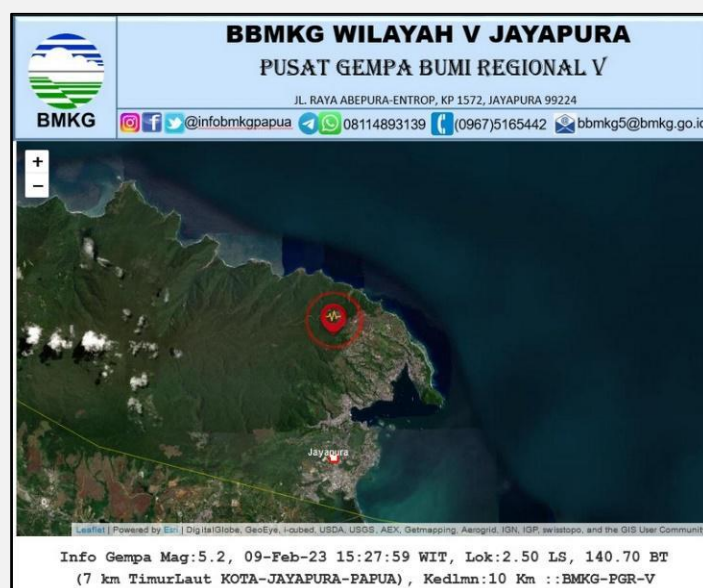 BBMKG WILAYAH V JAYAPURA
PUSAT GEMPA BUMI REGIONAL V
JL. RAYA ABEPURA-ENTROP, KP 1572, JAYAPURA 99224
BMKG
@infobmkgpapua 08114893139 (0967)5165442 bbmkg5@bmkg.go.id
+
−
Jayapura
Leaflet | Powered by Esri | DigitalGlobe, GeoEye, i-cubed, USDA, USGS, AEX, Getmapping, Aerogrid, IGN, IGP, swisstopo, and the GIS User Community
Info Gempa Mag:5.2, 09-Feb-23 15:27:59 WIT, Lok:2.50 LS, 140.70 BT
(7 km TimurLaut KOTA-JAYAPURA-PAPUA), Kedlmn:10 Km ::BMKG-PGR-V